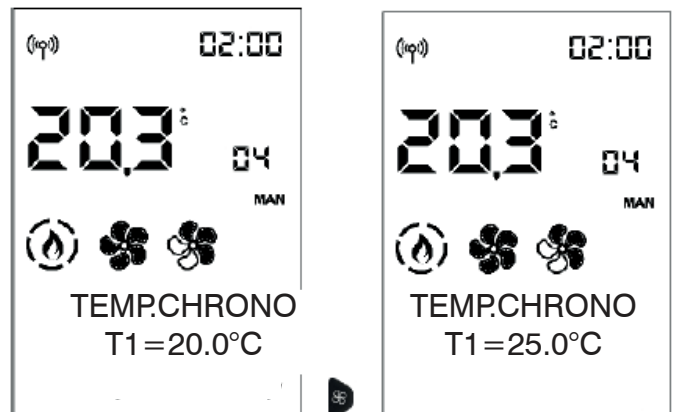 02:00
20,3 °C
04
MAN
TEMP.CHRONO
T1=20.0°C
02:00
20,3 °C
04
MAN
TEMP.CHRONO
T1=25.0°C